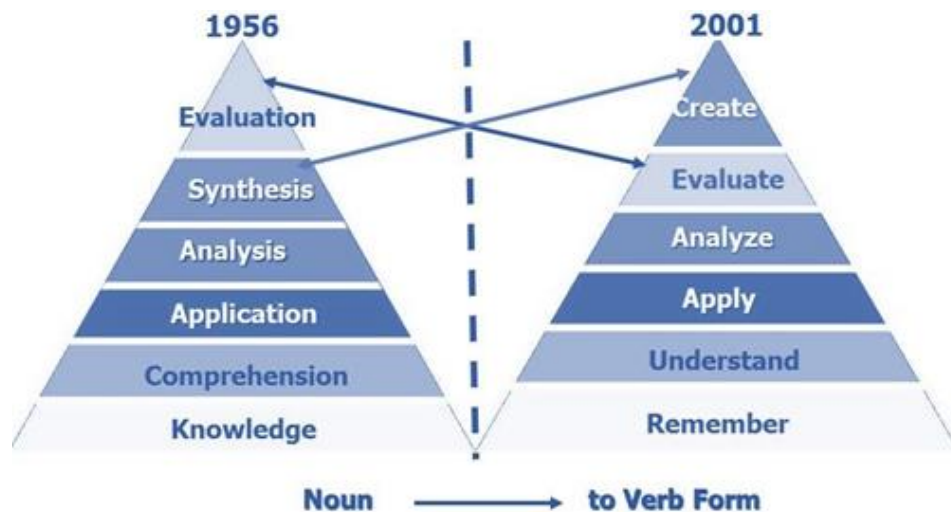 1956
Evaluation
Synthesis
Analysis
Application
Comprehension
Knowledge
2001
Create
Evaluate
Analyze
Apply
Understand
Remember
Noun to Verb Form